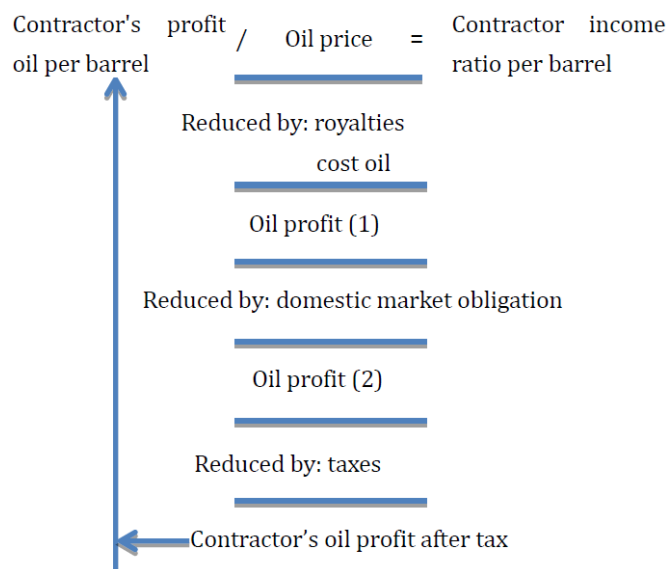 Contractor's profit / Oil price = Contractor income
oil per barrel ratio per barrel
Reduced by: royalties
cost oil
Oil profit (1)
Reduced by: domestic market obligation
Oil profit (2)
Reduced by: taxes
Contractor's oil profit after tax